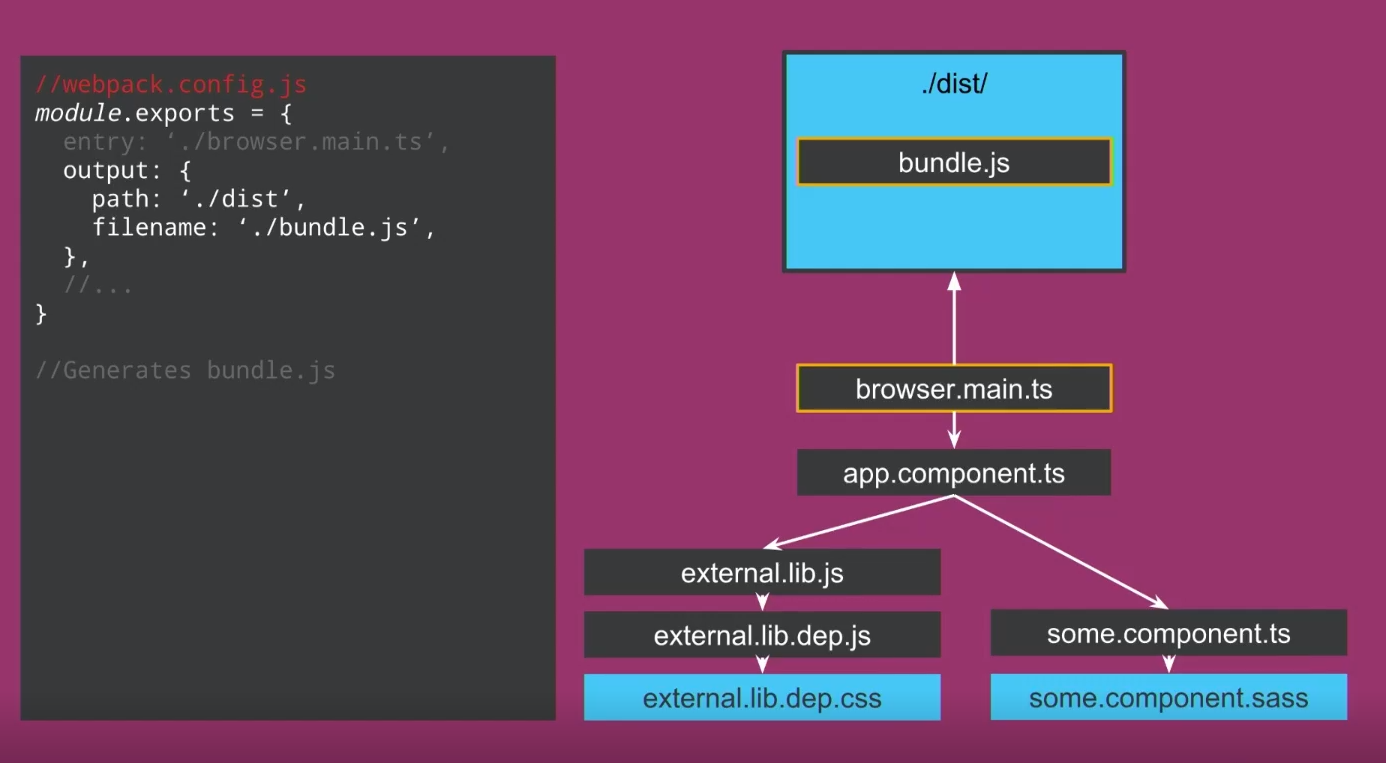 //webpack.config.js
module.exports = {
entry: ‘./browser.main.ts’,
output: {
path: ‘./dist’,
filename: ‘./bundle.js’,
},
//...
}
//Generates bundle.js
./dist/
bundle.js
browser.main.ts
app.component.ts
external.lib.js
external.lib.dep.js
some.component.ts
external.lib.dep.css
some.component.sass